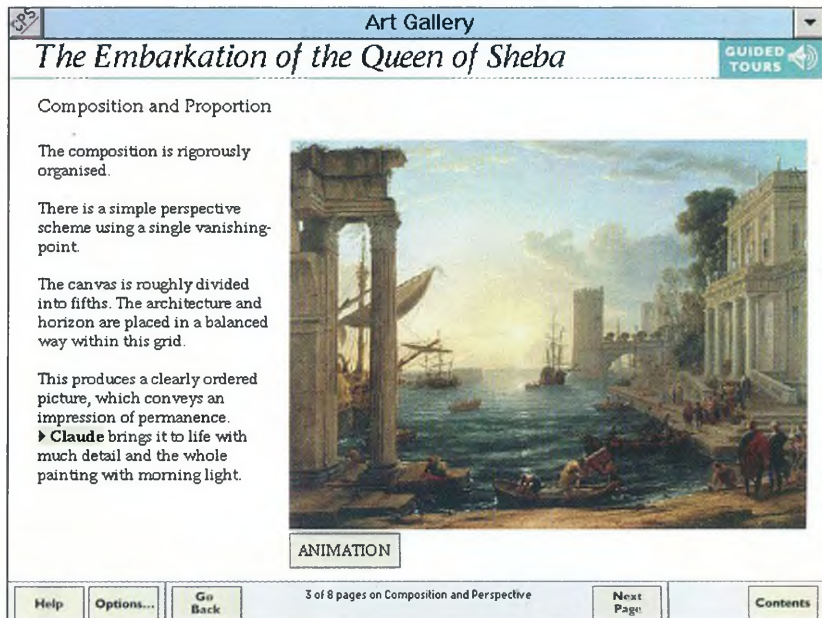 CPS
Art Gallery
The Embarkation of the Queen of Sheba
GUIDED
TOURS
Composition and Proportion
The composition is rigorously
organised.
There is a simple perspective
scheme using a single vanishing-
point.
The canvas is roughly divided
into fifths. The architecture and
horizon are placed in a balanced
way within this grid.
This produces a clearly ordered
picture, which conveys an
impression of permanence.
Claude brings it to life with
much detail and the whole
painting with morning light.
ANIMATION
Help
Options...
Go
Back
3 of 8 pages on Composition and Perspective
Next
Page
Contents